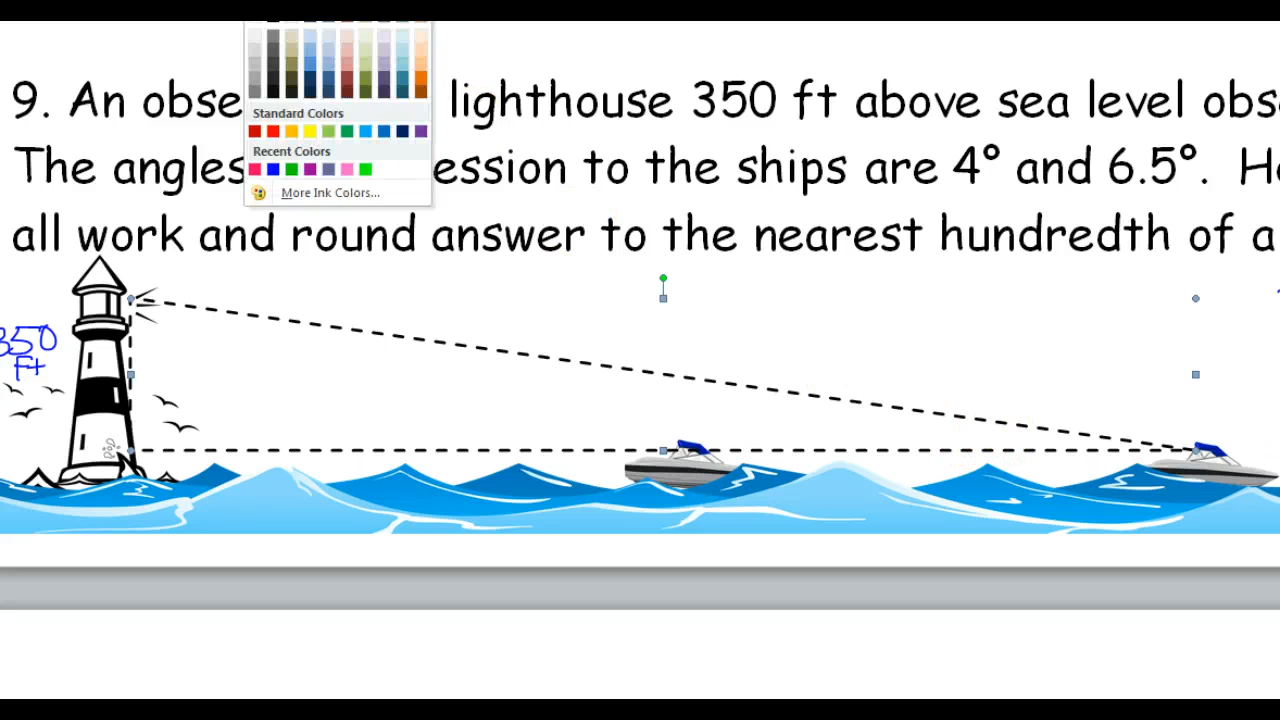 9. An obse lighthouse 350 ft above sea level obs
The angles ession to the ships are 4° and 6.5°. H
all work and round answer to the nearest hundredth of a
Standard Colors
Recent Colors
More Ink Colors...
350
Ft